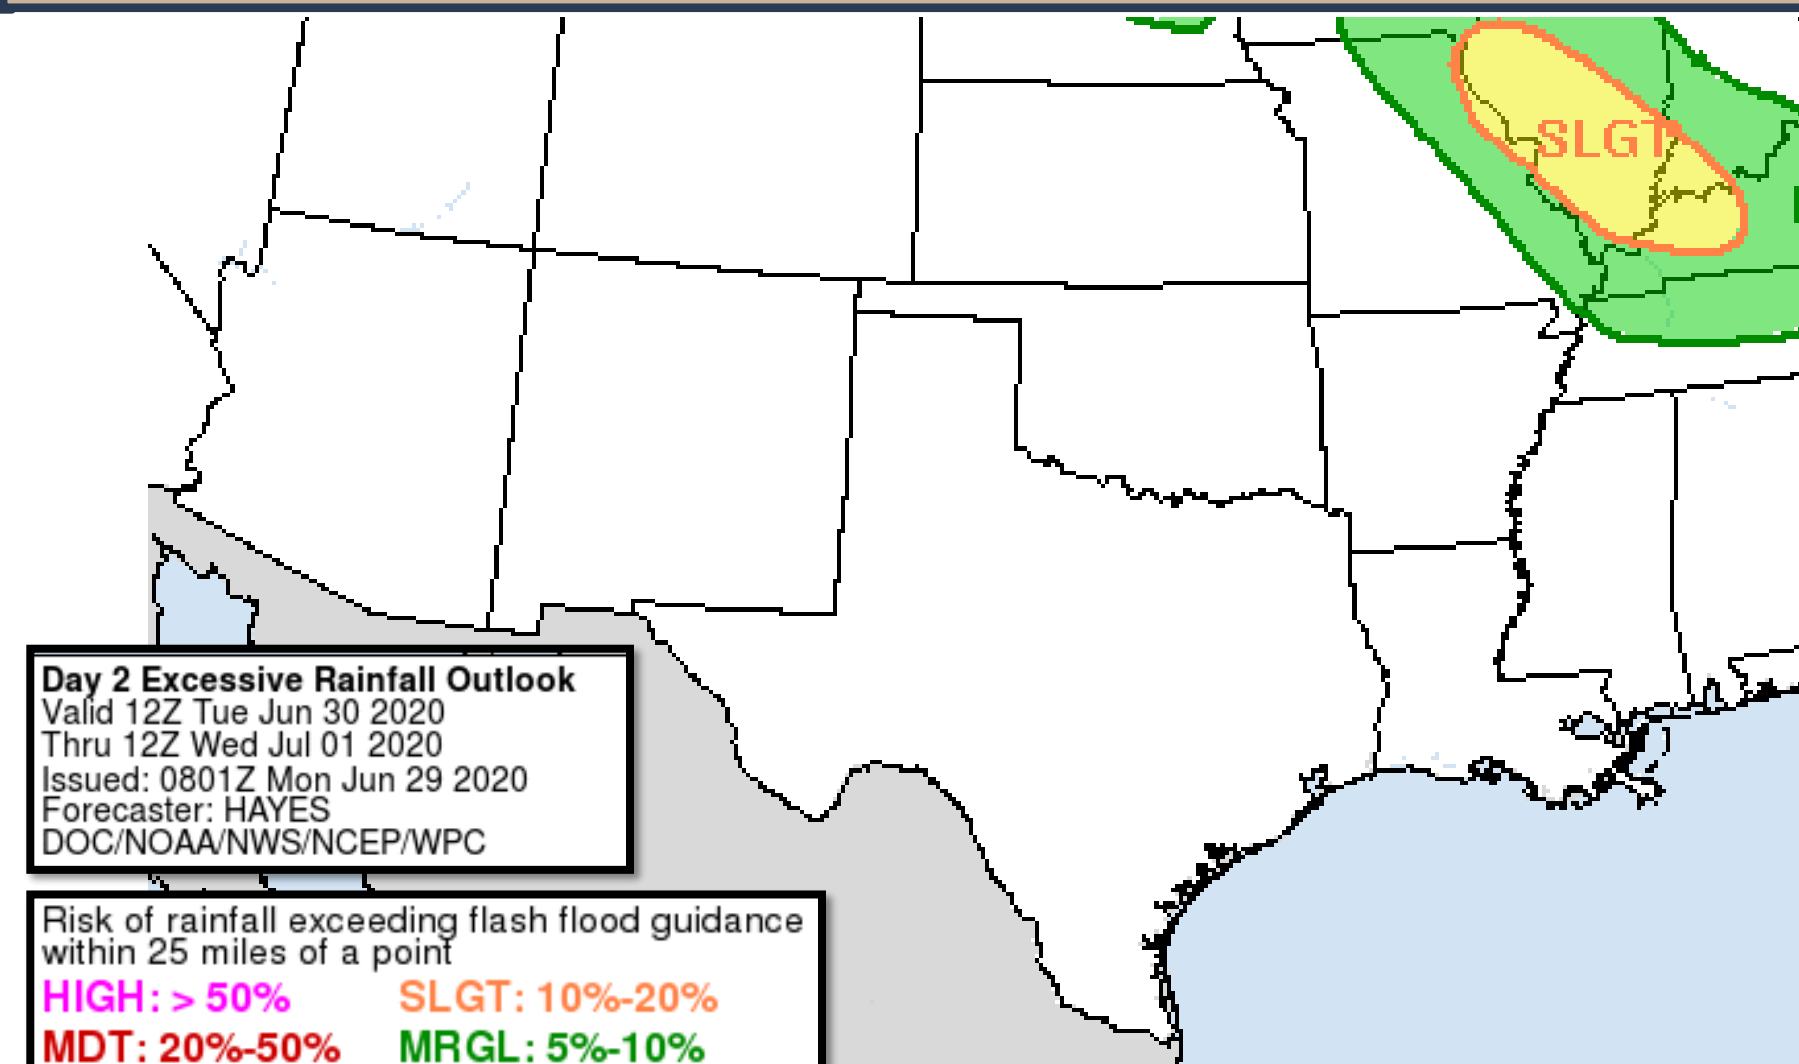 SLGT
Day 2 Excessive Rainfall Outlook
Valid 12Z Tue Jun 30 2020
Thru 12Z Wed Jul 01 2020
Issued: 0801Z Mon Jun 29 2020
Forecaster: HAYES
DOC/NOAA/NWS/NCEP/WPC
Risk of rainfall exceeding flash flood guidance
within 25 miles of a point
HIGH: > 50% SLGT: 10%-20%
MDT: 20%-50% MRGL: 5%-10%